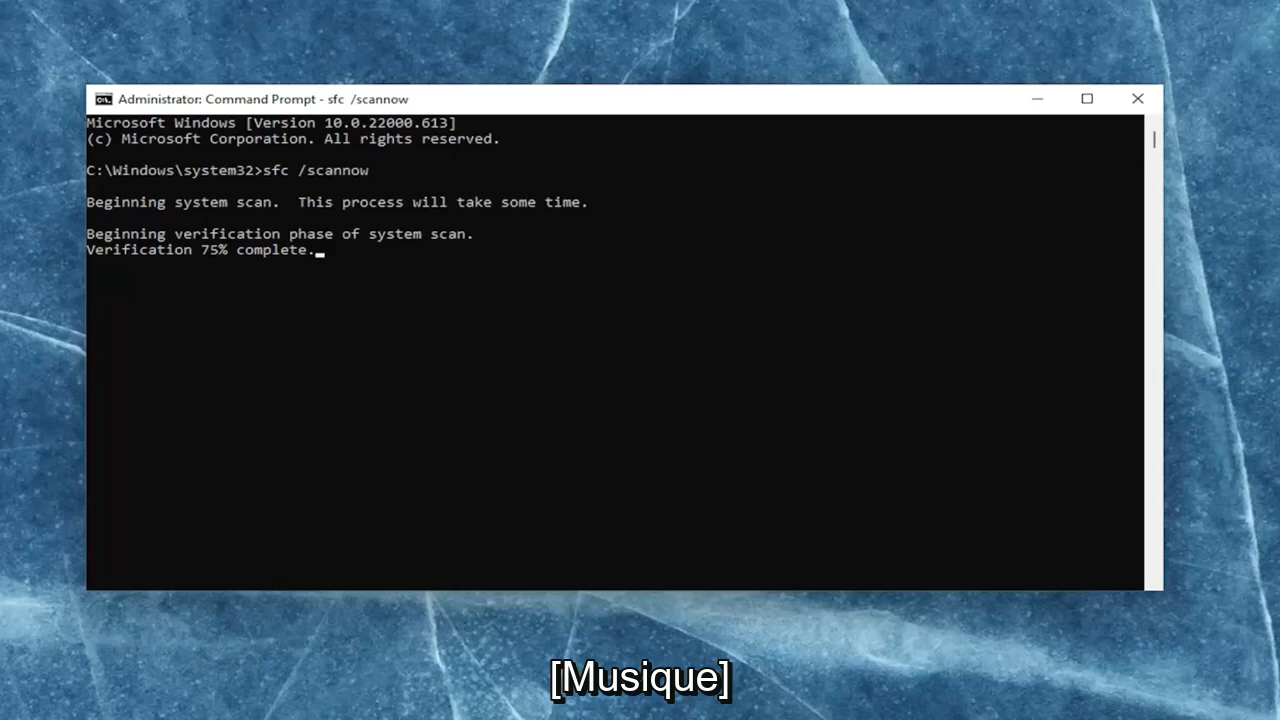 Administrator: Command Prompt - sfc  /scannow
Microsoft Windows [Version 10.0.22000.613]
(c) Microsoft Corporation. All rights reserved.
C:\Windows\system32>sfc /scannow
Beginning system scan.  This process will take some time.
Beginning verification phase of system scan.
Verification 75% complete.
[Musique]